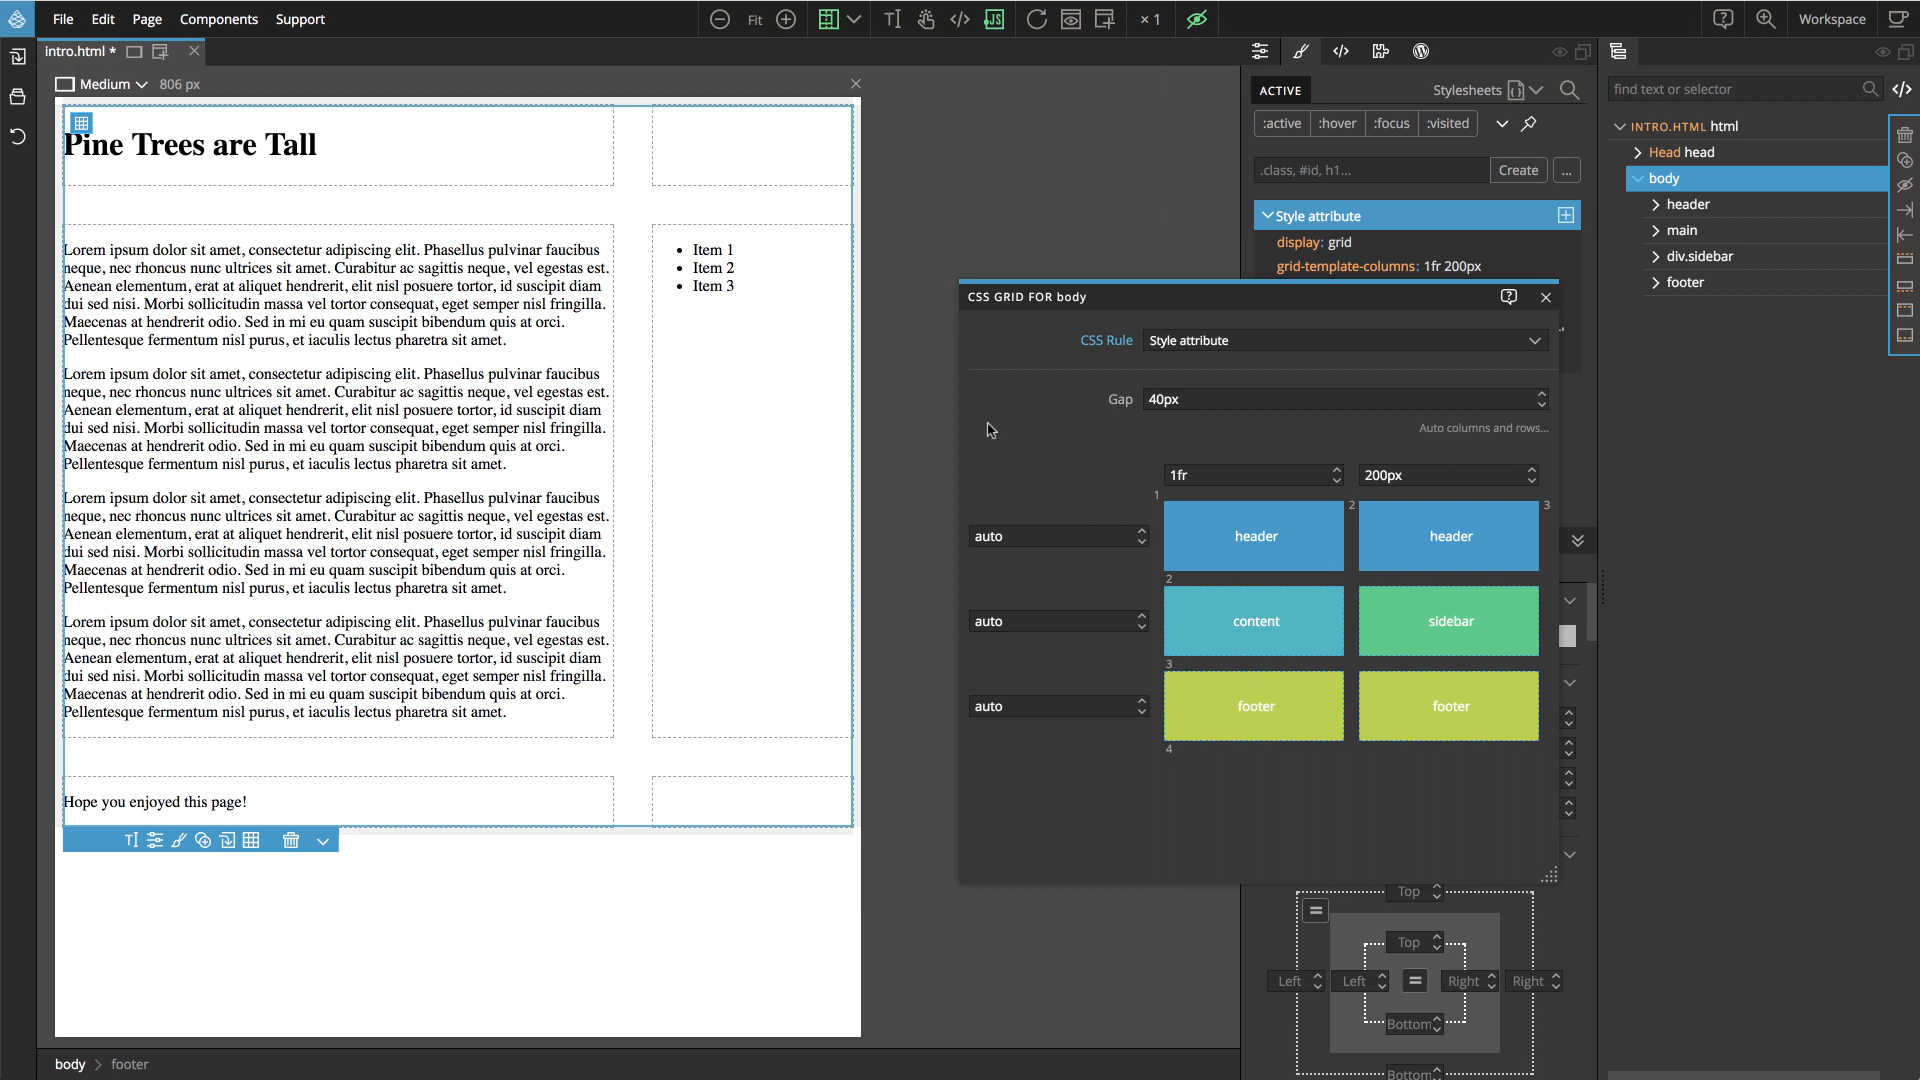 File Edit Page Components Support
Fit
JS
× 1
Workspace
intro.html *
Medium 806 px
Pine Trees are Tall
Lorem ipsum dolor sit amet, consectetur adipiscing elit. Phasellus pulvinar faucibus
neque, nec rhoncus nunc ultrices sit amet. Curabitur ac sagittis neque, vel egestas est.
Aenean elementum, erat at aliquet hendrerit, elit nisl posuere tortor, id suscipit diam
dui sed nisi. Morbi sollicitudin massa vel tortor consequat, eget semper nisl fringilla.
Maecenas at hendrerit odio. Sed in mi eu quam suscipit bibendum quis at orci.
Pellentesque fermentum nisl purus, et iaculis lectus pharetra sit amet.
Lorem ipsum dolor sit amet, consectetur adipiscing elit. Phasellus pulvinar faucibus
neque, nec rhoncus nunc ultrices sit amet. Curabitur ac sagittis neque, vel egestas est.
Aenean elementum, erat at aliquet hendrerit, elit nisl posuere tortor, id suscipit diam
dui sed nisi. Morbi sollicitudin massa vel tortor consequat, eget semper nisl fringilla.
Maecenas at hendrerit odio. Sed in mi eu quam suscipit bibendum quis at orci.
Pellentesque fermentum nisl purus, et iaculis lectus pharetra sit amet.
Lorem ipsum dolor sit amet, consectetur adipiscing elit. Phasellus pulvinar faucibus
neque, nec rhoncus nunc ultrices sit amet. Curabitur ac sagittis neque, vel egestas est.
Aenean elementum, erat at aliquet hendrerit, elit nisl posuere tortor, id suscipit diam
dui sed nisi. Morbi sollicitudin massa vel tortor consequat, eget semper nisl fringilla.
Maecenas at hendrerit odio. Sed in mi eu quam suscipit bibendum quis at orci.
Pellentesque fermentum nisl purus, et iaculis lectus pharetra sit amet.
Lorem ipsum dolor sit amet, consectetur adipiscing elit. Phasellus pulvinar faucibus
neque, nec rhoncus nunc ultrices sit amet. Curabitur ac sagittis neque, vel egestas est.
Aenean elementum, erat at aliquet hendrerit, elit nisl posuere tortor, id suscipit diam
dui sed nisi. Morbi sollicitudin massa vel tortor consequat, eget semper nisl fringilla.
Maecenas at hendrerit odio. Sed in mi eu quam suscipit bibendum quis at orci.
Pellentesque fermentum nisl purus, et iaculis lectus pharetra sit amet.
• Item 1
• Item 2
• Item 3
Hope you enjoyed this page!
body > footer
ACTIVE
Stylesheets
:active :hover :focus :visited
.class, #id, h1...
Create
...
Style attribute
display: grid
grid-template-columns: 1fr 200px
CSS GRID FOR body
CSS Rule
Style attribute
Gap
40px
Auto columns and rows...
1fr
200px
1
2
3
auto
header
header
2
auto
content
sidebar
3
auto
footer
footer
4
Top
Top
Left
Left
Right
Right
Bottom
Bottom
find text or selector
INTRO.HTML html
Head head
body
header
main
div.sidebar
footer